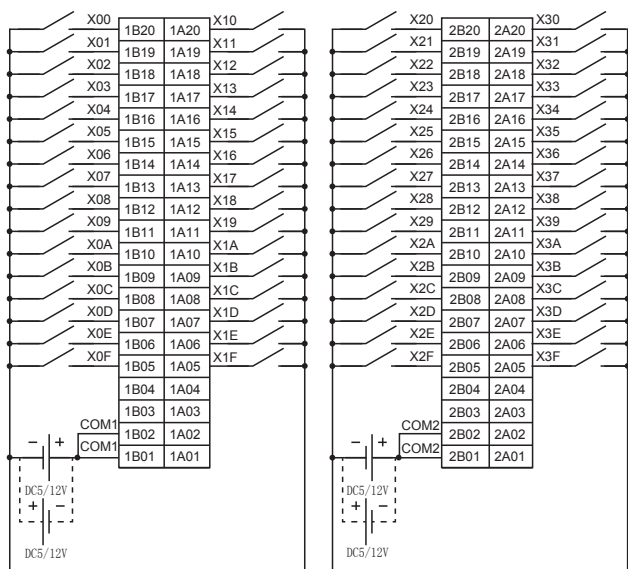 X00 1B20 1A20 X10 X20 2B20 2A20 X30
X01 1B19 1A19 X11 X21 2B19 2A19 X31
X02 1B18 1A18 X12 X22 2B18 2A18 X32
X03 1B17 1A17 X13 X23 2B17 2A17 X33
X04 1B16 1A16 X14 X24 2B16 2A16 X34
X05 1B15 1A15 X15 X25 2B15 2A15 X35
X06 1B14 1A14 X16 X26 2B14 2A14 X36
X07 1B13 1A13 X17 X27 2B13 2A13 X37
X08 1B12 1A12 X18 X28 2B12 2A12 X38
X09 1B11 1A11 X19 X29 2B11 2A11 X39
X0A 1B10 1A10 X1A X2A 2B10 2A10 X3A
X0B 1B09 1A09 X1B X2B 2B09 2A09 X3B
X0C 1B08 1A08 X1C X2C 2B08 2A08 X3C
X0D 1B07 1A07 X1D X2D 2B07 2A07 X3D
X0E 1B06 1A06 X1E X2E 2B06 2A06 X3E
X0F 1B05 1A05 X1F X2F 2B05 2A05 X3F
1B04 1A04 2B04 2A04
1B03 1A03 2B03 2A03
COM1 1B02 1A02 COM2 2B02 2A02
− + COM1 1B01 1A01 − + COM2 2B01 2A01
DC5/12V DC5/12V
+ − + −
DC5/12V DC5/12V